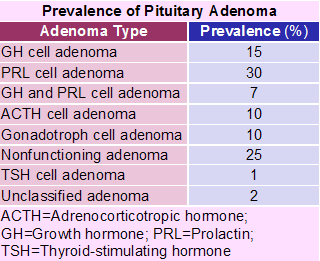 Prevalence of Pituitary Adenoma
Adenoma Type Prevalence (%)
GH cell adenoma 15
PRL cell adenoma 30
GH and PRL cell adenoma 7
ACTH cell adenoma 10
Gonadotroph cell adenoma 10
Nonfunctioning adenoma 25
TSH cell adenoma 1
Unclassified adenoma 2
ACTH=Adrenocorticotropic hormone;
GH=Growth hormone; PRL=Prolactin;
TSH=Thyroid-stimulating hormone